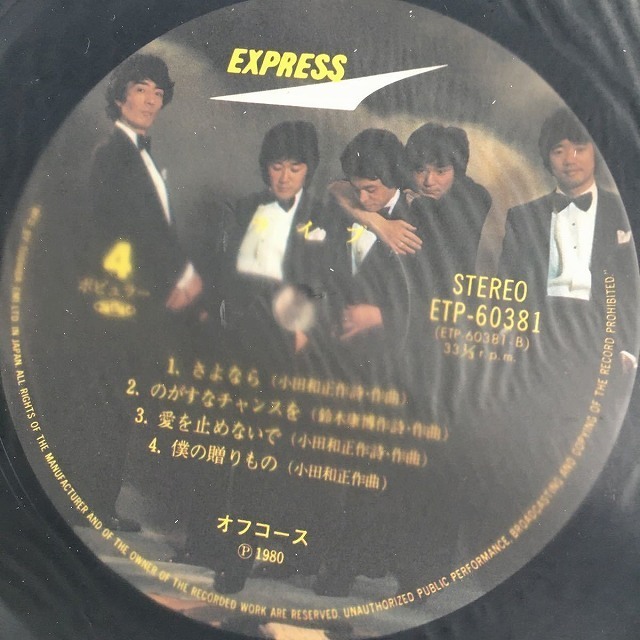 EXPRESS
ライブ
4
STEREO
ETP-60381
(ETP-60381-B)
33⅓ r.p.m.
1. さよなら (小田和正作詩・作曲)
2. のがすなチャンスを (鈴木康博作詩・作曲)
3. 愛を止めないで (小田和正作詩・作曲)
4. 僕の贈りもの (小田和正作曲)
オフコース
Ⓟ 1980
LTD. IN JAPAN ALL RIGHTS OF THE MANUFACTURER AND OF THE OWNER OF THE RECORDED WORK ARE RESERVED. UNAUTHORIZED PUBLIC PERFORMANCE, BROADCASTING AND COPYING OF THE RECORD PROHIBITED."